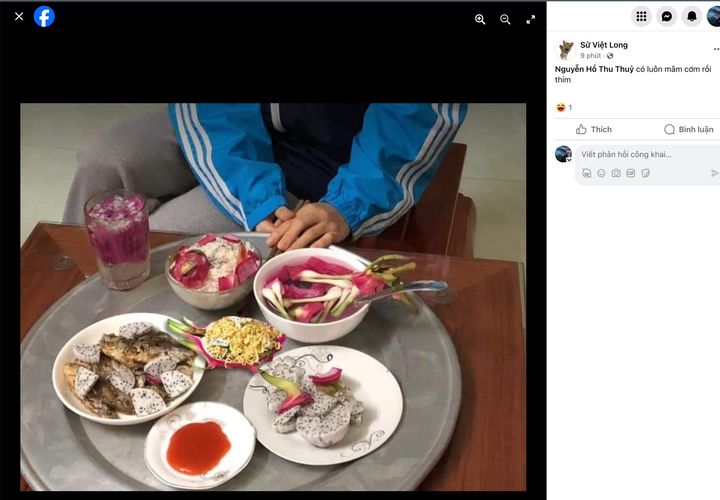 Sử Việt Long
9 phút ·
Nguyễn Hồ Thu Thuỷ có luôn mâm cơm rồi
thím
1
Thích
Bình luận
Viết phản hồi công khai...